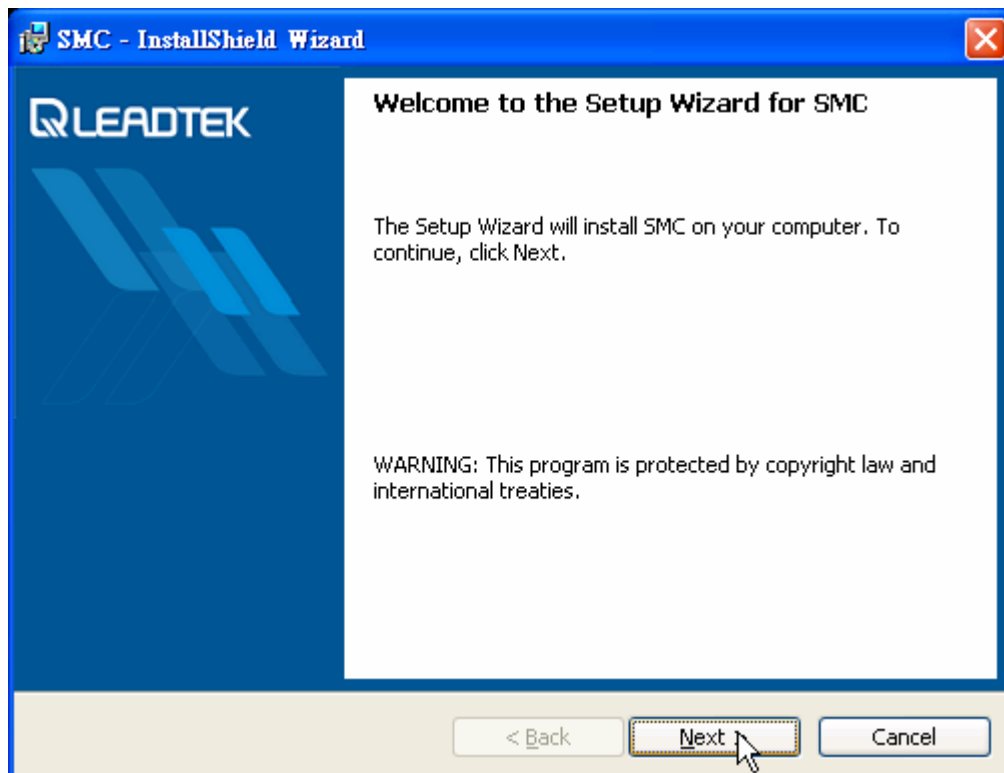 SMC - InstallShield Wizard
LEADTEK
Welcome to the Setup Wizard for SMC
The Setup Wizard will install SMC on your computer. To
continue, click Next.
WARNING: This program is protected by copyright law and
international treaties.
< Back
Next >
Cancel